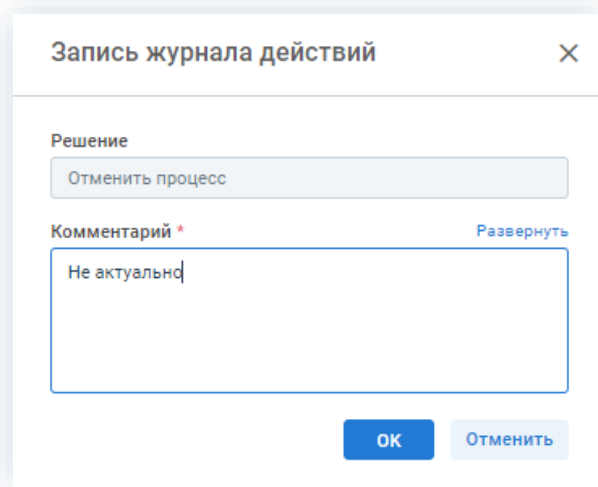 Запись журнала действий
Решение
Отменить процесс
Комментарий * Развернуть
Не актуально
ОК Отменить